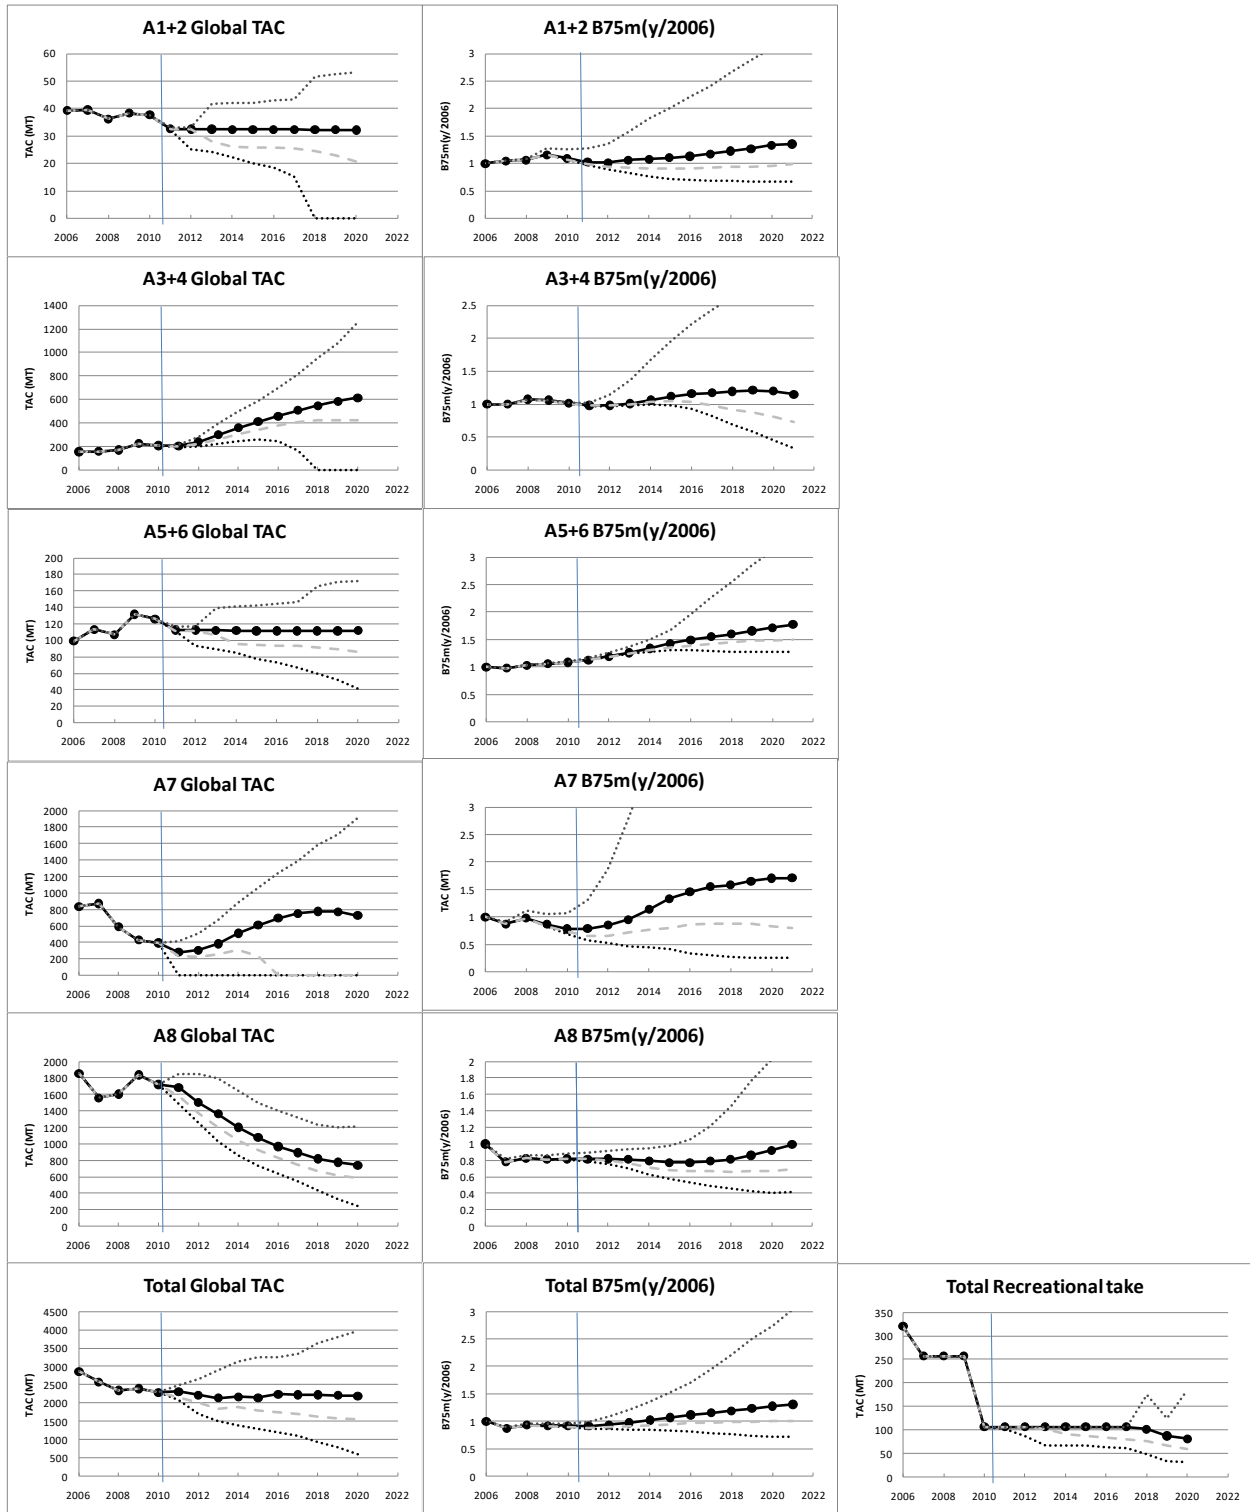 A1+2 Global TAC
TAC (MT)
60
50
40
30
20
10
0
2006 2008 2010 2012 2014 2016 2018 2020 2022
A1+2 B75m(y/2006)
B75m(y/2006)
3
2.5
2
1.5
1
0.5
0
2006 2008 2010 2012 2014 2016 2018 2020 2022
A3+4 Global TAC
TAC (MT)
1400
1200
1000
800
600
400
200
0
2006 2008 2010 2012 2014 2016 2018 2020 2022
A3+4 B75m(y/2006)
B75m(y/2006)
2.5
2
1.5
1
0.5
0
2006 2008 2010 2012 2014 2016 2018 2020 2022
A5+6 Global TAC
TAC (MT)
200
180
160
140
120
100
80
60
40
20
0
2006 2008 2010 2012 2014 2016 2018 2020 2022
A5+6 B75m(y/2006)
B75m(y/2006)
3
2.5
2
1.5
1
0.5
0
2006 2008 2010 2012 2014 2016 2018 2020 2022
A7 Global TAC
TAC (MT)
2000
1800
1600
1400
1200
1000
800
600
400
200
0
2006 2008 2010 2012 2014 2016 2018 2020 2022
A7 B75m(y/2006)
TAC (MT)
3
2.5
2
1.5
1
0.5
0
2006 2008 2010 2012 2014 2016 2018 2020 2022
A8 Global TAC
TAC (MT)
2000
1800
1600
1400
1200
1000
800
600
400
200
0
2006 2008 2010 2012 2014 2016 2018 2020 2022
A8 B75m(y/2006)
B75m(y/2006)
2
1.8
1.6
1.4
1.2
1
0.8
0.6
0.4
0.2
0
2006 2008 2010 2012 2014 2016 2018 2020 2022
Total Global TAC
TAC (MT)
4500
4000
3500
3000
2500
2000
1500
1000
500
0
2006 2008 2010 2012 2014 2016 2018 2020 2022
Total B75m(y/2006)
B75m(y/2006)
3
2.5
2
1.5
1
0.5
0
2006 2008 2010 2012 2014 2016 2018 2020 2022
Total Recreational take
TAC (MT)
350
300
250
200
150
100
50
0
2006 2008 2010 2012 2014 2016 2018 2020 2022